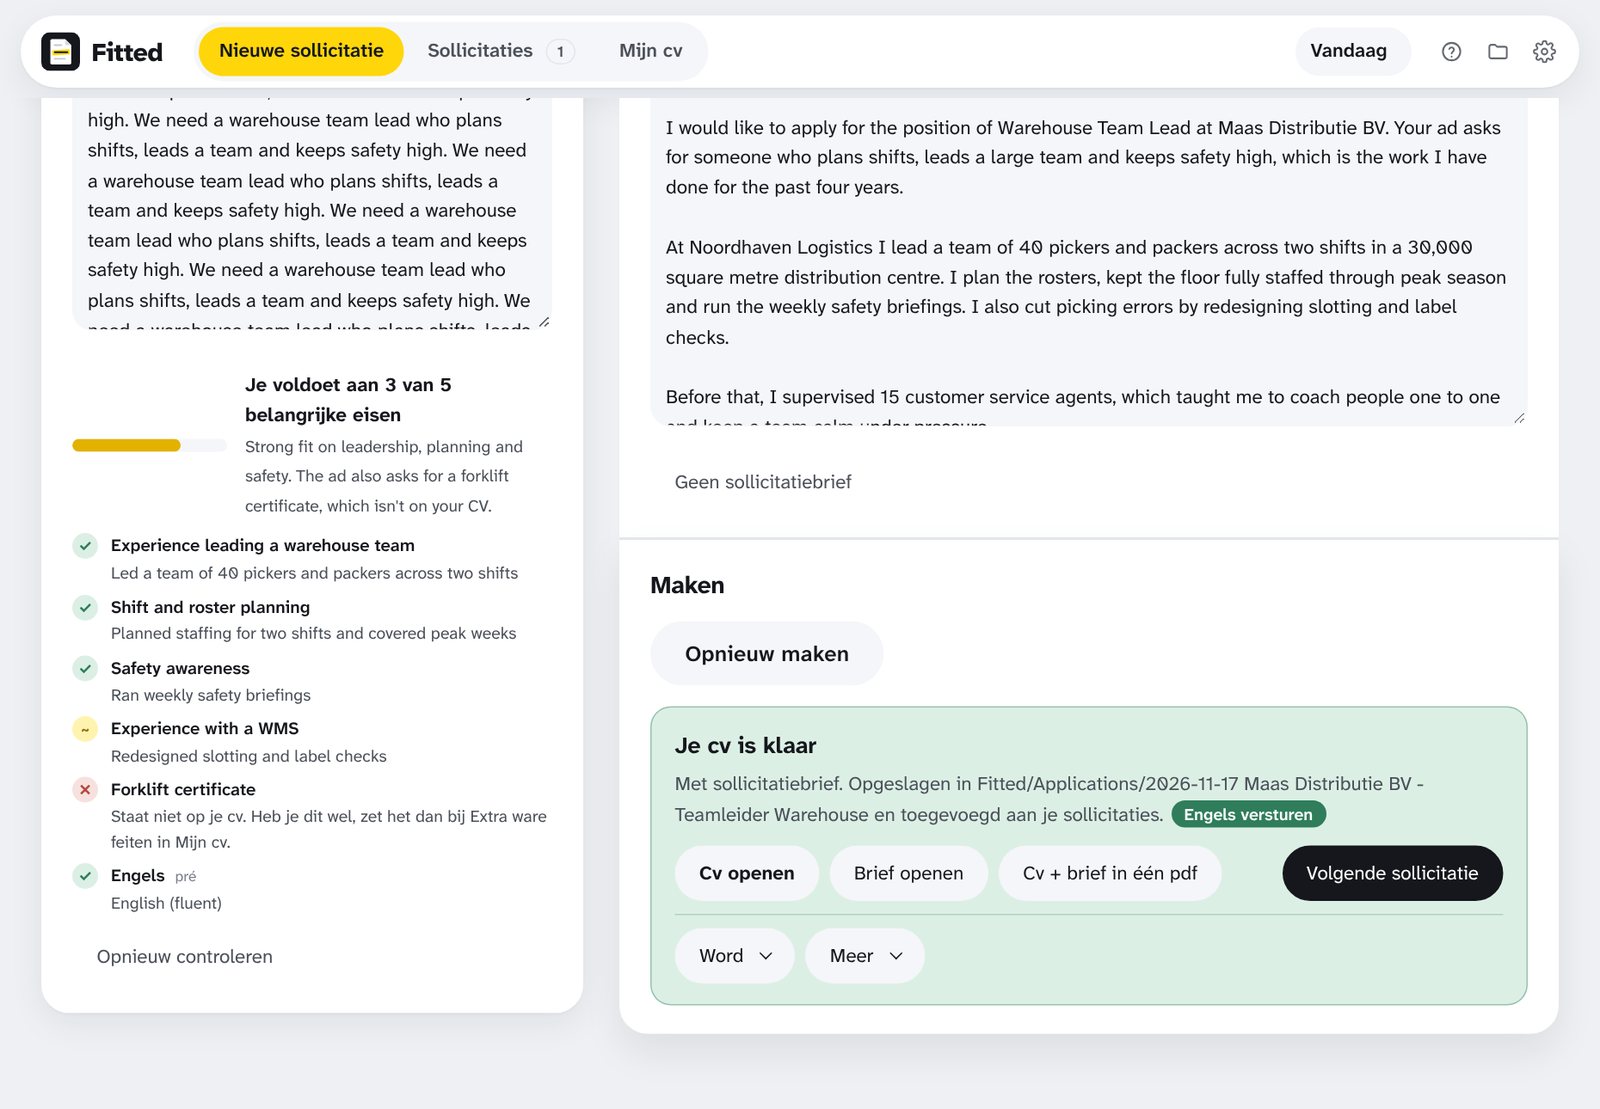 Fitted
Nieuwe sollicitatie
Sollicitaties 1
Mijn cv
Vandaag
high. We need a warehouse team lead who plans
shifts, leads a team and keeps safety high. We need
a warehouse team lead who plans shifts, leads a
team and keeps safety high. We need a warehouse
team lead who plans shifts, leads a team and keeps
safety high. We need a warehouse team lead who
plans shifts, leads a team and keeps safety high. We
need a warehouse team lead who plans shifts, leads
Je voldoet aan 3 van 5
belangrijke eisen
Strong fit on leadership, planning and
safety. The ad also asks for a forklift
certificate, which isn't on your CV.
Experience leading a warehouse team
Led a team of 40 pickers and packers across two shifts
Shift and roster planning
Planned staffing for two shifts and covered peak weeks
Safety awareness
Ran weekly safety briefings
~ Experience with a WMS
Redesigned slotting and label checks
Forklift certificate
Staat niet op je cv. Heb je dit wel, zet het dan bij Extra ware
feiten in Mijn cv.
Engels pré
English (fluent)
Opnieuw controleren
I would like to apply for the position of Warehouse Team Lead at Maas Distributie BV. Your ad asks
for someone who plans shifts, leads a large team and keeps safety high, which is the work I have
done for the past four years.
At Noordhaven Logistics I lead a team of 40 pickers and packers across two shifts in a 30,000
square metre distribution centre. I plan the rosters, kept the floor fully staffed through peak season
and run the weekly safety briefings. I also cut picking errors by redesigning slotting and label
checks.
Before that, I supervised 15 customer service agents, which taught me to coach people one to one
and keep a team calm under pressure.
Geen sollicitatiebrief
Maken
Opnieuw maken
Je cv is klaar
Met sollicitatiebrief. Opgeslagen in Fitted/Applications/2026-11-17 Maas Distributie BV -
Teamleider Warehouse en toegevoegd aan je sollicitaties. Engels versturen
Cv openen
Brief openen
Cv + brief in één pdf
Volgende sollicitatie
Word
Meer